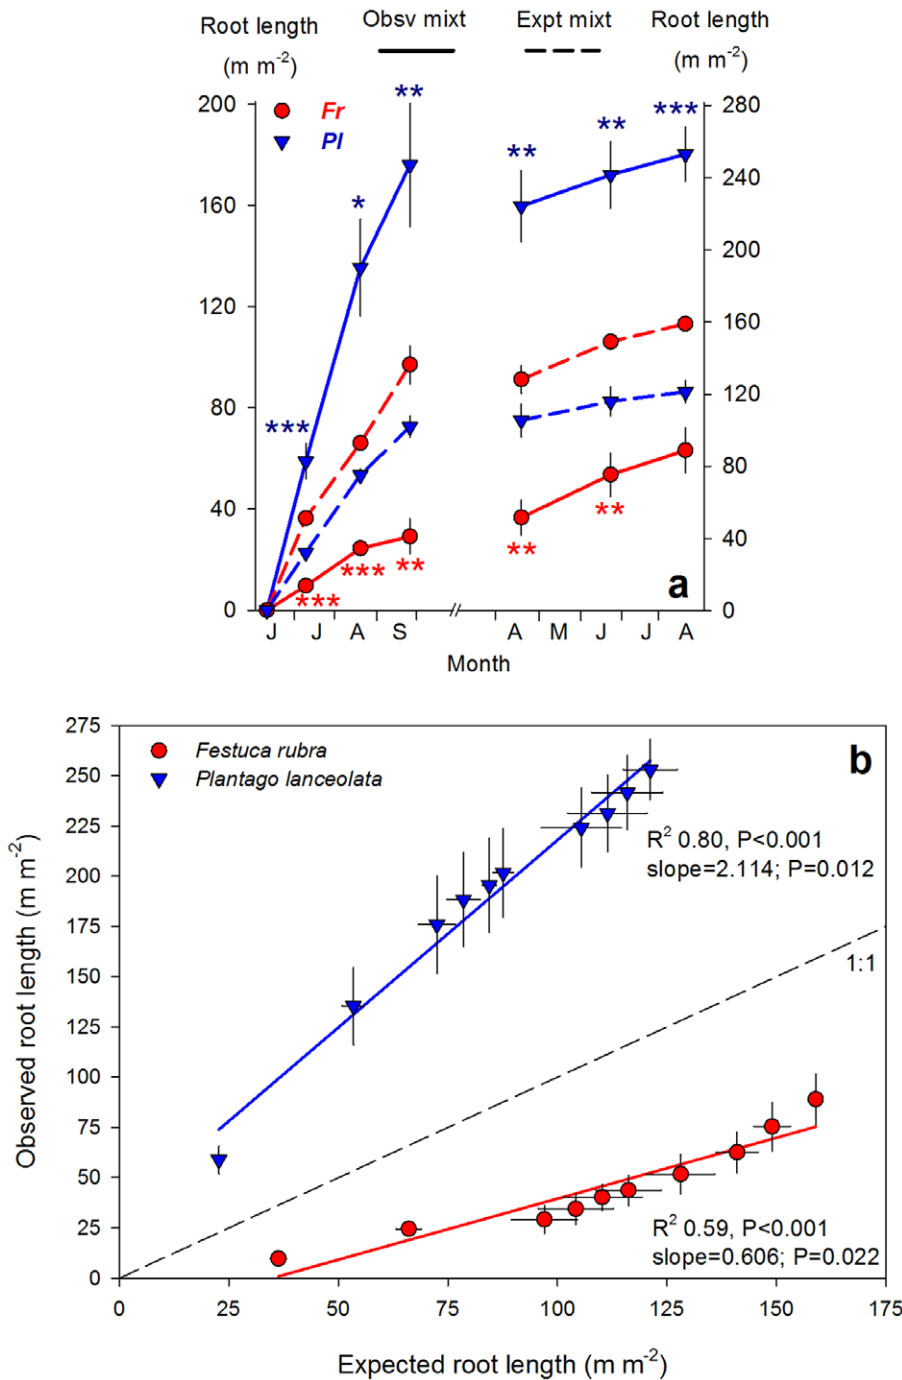 Root length
(m m-2)
Obsv mixt
Expt mixt
Root length
(m m-2)
200
160
120
80
40
0
Fr
Pl
280
240
200
160
120
80
40
0
***
*
**
**
**
***
***
***
**
**
**
a
J J A S A M J J A
Month
275
250
225
200
175
150
125
100
75
50
25
0
Observed root length (m m-2)
Festuca rubra
Plantago lanceolata
b
R2 0.80, P<0.001
slope=2.114; P=0.012
1:1
R2 0.59, P<0.001
slope=0.606; P=0.022
0 25 50 75 100 125 150 175
Expected root length (m m-2)